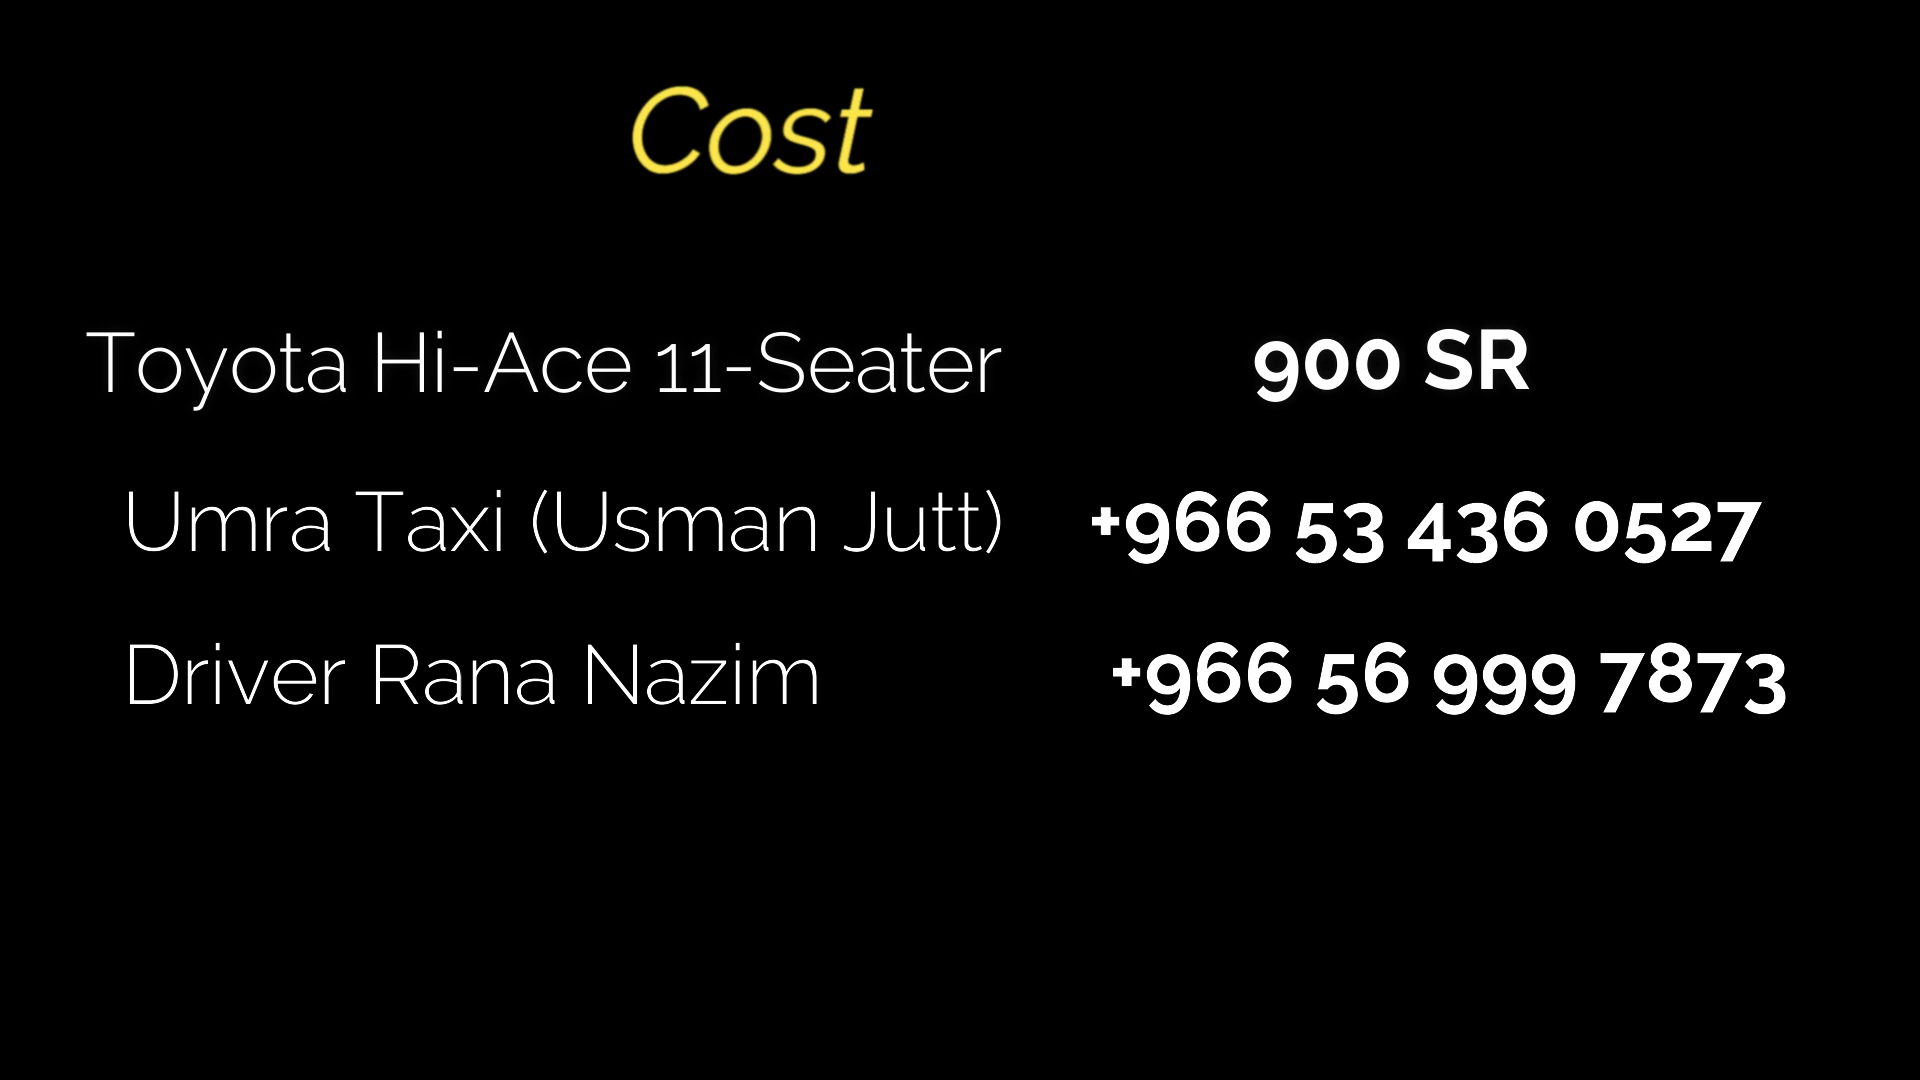 Cost
Toyota Hi-Ace 11-Seater 900 SR
Umra Taxi (Usman Jutt) +966 53 436 0527
Driver Rana Nazim +966 56 999 7873